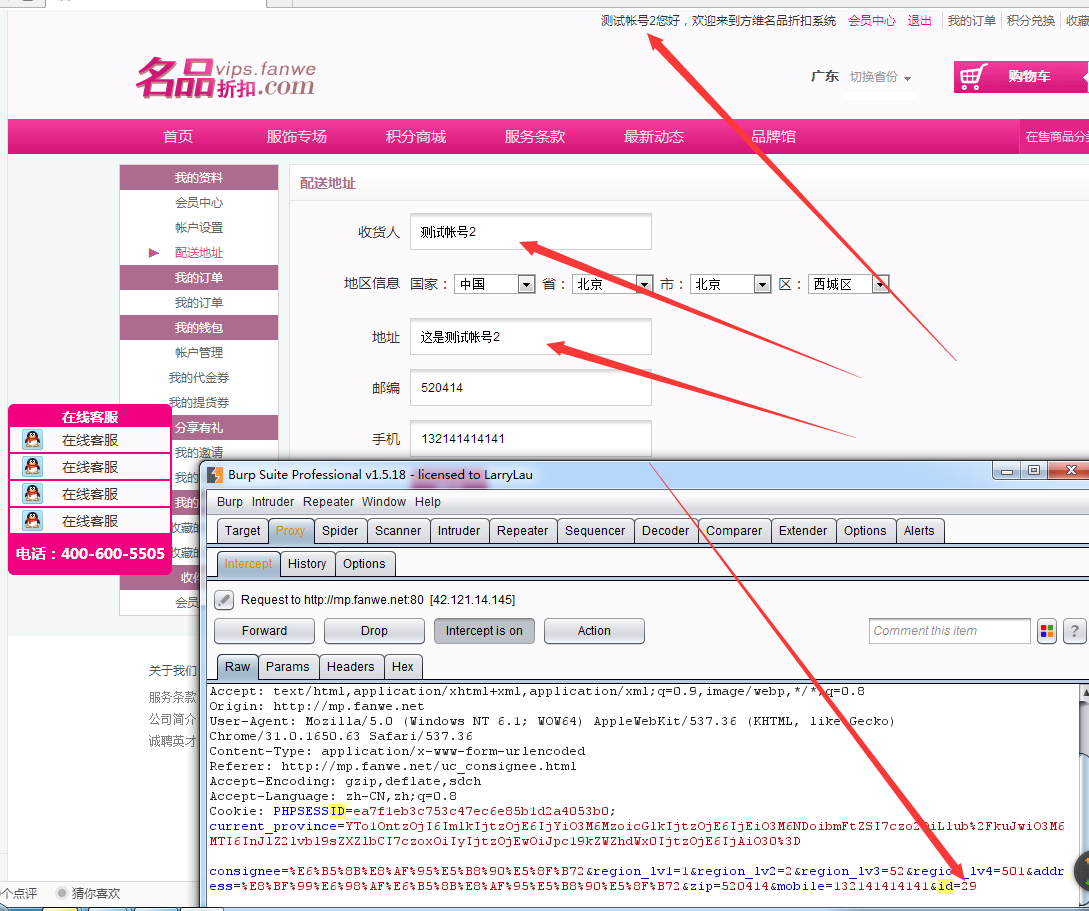 测试帐号2您好，欢迎来到方维名品折扣系统 会员中心 退出 我的订单 积分兑换 收藏
名品折扣 vips.fanwe.com
广东 切换省份 购物车
首页 服饰专场 积分商城 服务条款 最新动态 品牌馆 在售商品分类
我的资料
会员中心
帐户设置
配送地址
我的订单
我的订单
我的钱包
帐户管理
我的代金券
我的提货券
分享有礼
我的邀请
我的
我的
收藏的
收藏的
收件
会员
配送地址
收货人 测试帐号2
地区信息 国家： 中国 省： 北京 市： 北京 区： 西城区
地址 这是测试帐号2
邮编 520414
手机 132141414141
在线客服
在线客服
在线客服
在线客服
在线客服
电话：400-600-5505
关于我们
服务条款
公司简介
诚聘英才
个点评 猜你喜欢
Burp Suite Professional v1.5.18 - licensed to LarryLau
Burp Intruder Repeater Window Help
Target Proxy Spider Scanner Intruder Repeater Sequencer Decoder Comparer Extender Options Alerts
Intercept History Options
Request to http://mp.fanwe.net:80 [42.121.14.145]
Forward Drop Intercept is on Action Comment this item ?
Raw Params Headers Hex
Accept: text/html,application/xhtml+xml,application/xml;q=0.9,image/webp,*/*;q=0.8
Origin: http://mp.fanwe.net
User-Agent: Mozilla/5.0 (Windows NT 6.1; WOW64) AppleWebKit/537.36 (KHTML, like Gecko)
Chrome/31.0.1650.63 Safari/537.36
Content-Type: application/x-www-form-urlencoded
Referer: http://mp.fanwe.net/uc_consignee.html
Accept-Encoding: gzip,deflate,sdch
Accept-Language: zh-CN,zh;q=0.8
Cookie: PHPSESSID=ea7f1eb3c753c47ec6e85b1d2a4053b0;
consignee=%E6%B5%8B%E8%AF%95%E5%B8%90%E5%8F%B72&region_lv1=1&region_lv2=2&region_lv3=52&region_lv4=501&addr
ess=%E8%BF%99%E6%98%AF%E6%B5%8B%E8%AF%95%E5%B8%90%E5%8F%B72&zip=520414&mobile=132141414141&id=29